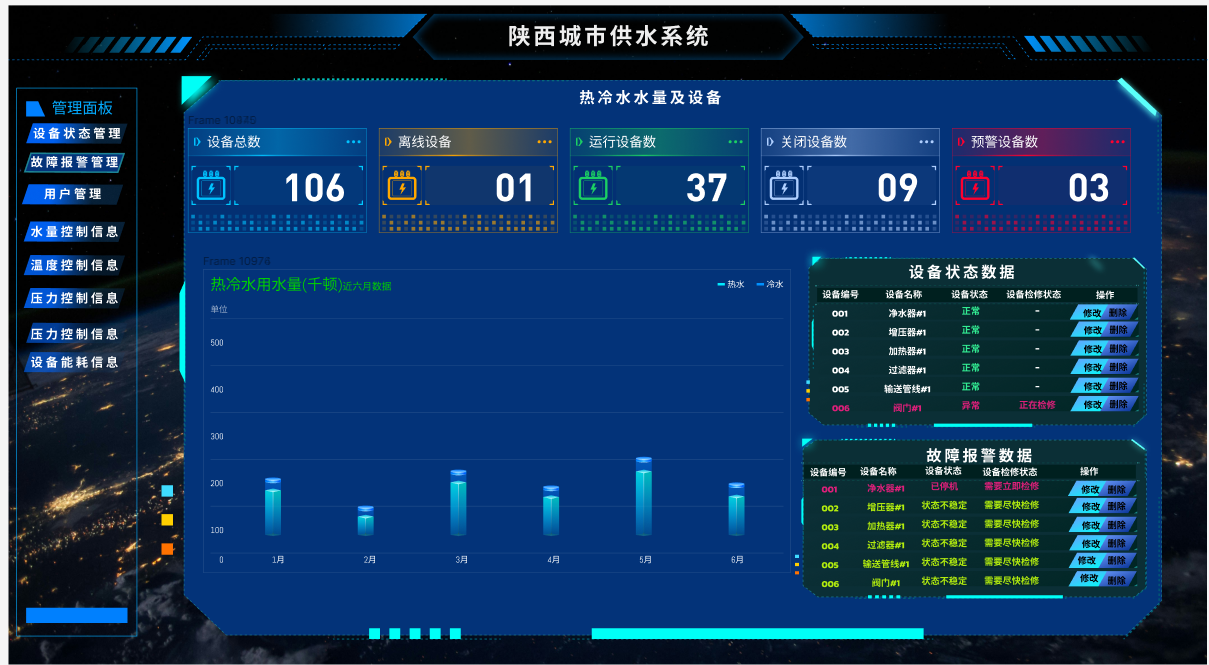 陕西城市供水系统
管理面板
设备状态管理
故障报警管理
用户管理
水量控制信息
温度控制信息
压力控制信息
压力控制信息
设备能耗信息
热冷水水量及设备
Frame 10975
设备总数
106
离线设备
01
运行设备数
37
关闭设备数
09
预警设备数
03
Frame 10976
热冷水用水量(千顿)近六月数据
热水 冷水
单位
500
400
300
200
100
0 1月 2月 3月 4月 5月 6月
设备状态数据
设备编号 设备名称 设备状态 设备检修状态 操作
001 净水器#1 正常 - 修改 删除
002 增压器#1 正常 - 修改 删除
003 加热器#1 正常 - 修改 删除
004 过滤器#1 正常 - 修改 删除
005 输送管线#1 正常 - 修改 删除
006 阀门#1 异常 正在检修 修改 删除
故障报警数据
设备编号 设备名称 设备状态 设备检修状态 操作
001 净水器#1 已停机 需要立即检修 修改 删除
002 增压器#1 状态不稳定 需要尽快检修 修改 删除
003 加热器#1 状态不稳定 需要尽快检修 修改 删除
004 过滤器#1 状态不稳定 需要尽快检修 修改 删除
005 输送管线#1 状态不稳定 需要尽快检修 修改 删除
006 阀门#1 状态不稳定 需要尽快检修 修改 删除